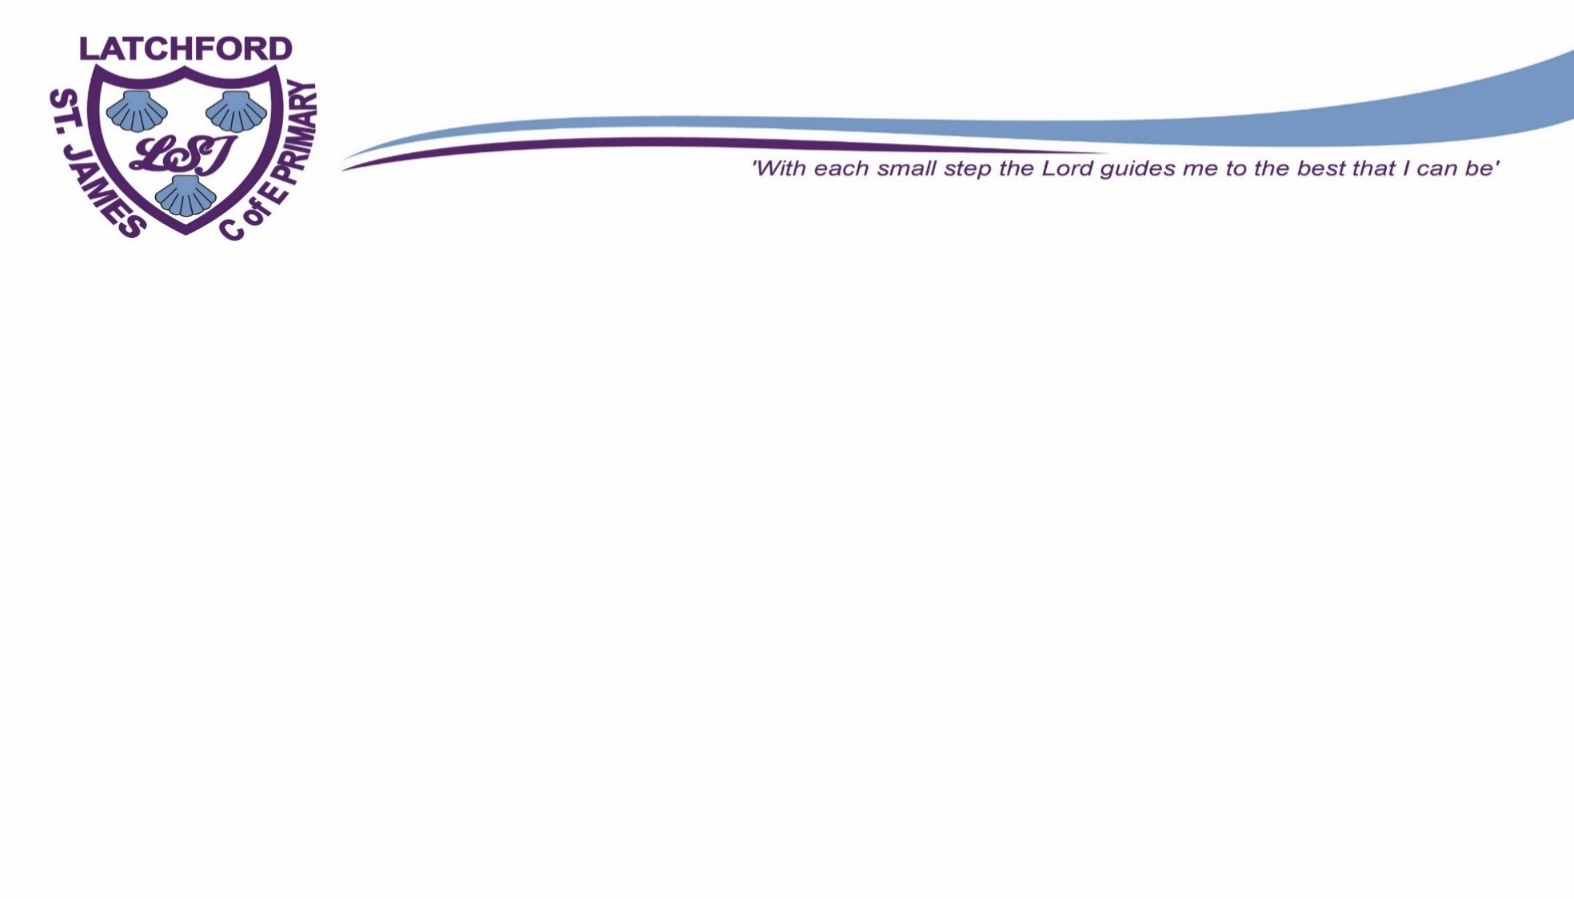 LATCHFORD
ST. JAMES
C of E PRIMARY
LSJ
'With each small step the Lord guides me to the best that I can be'